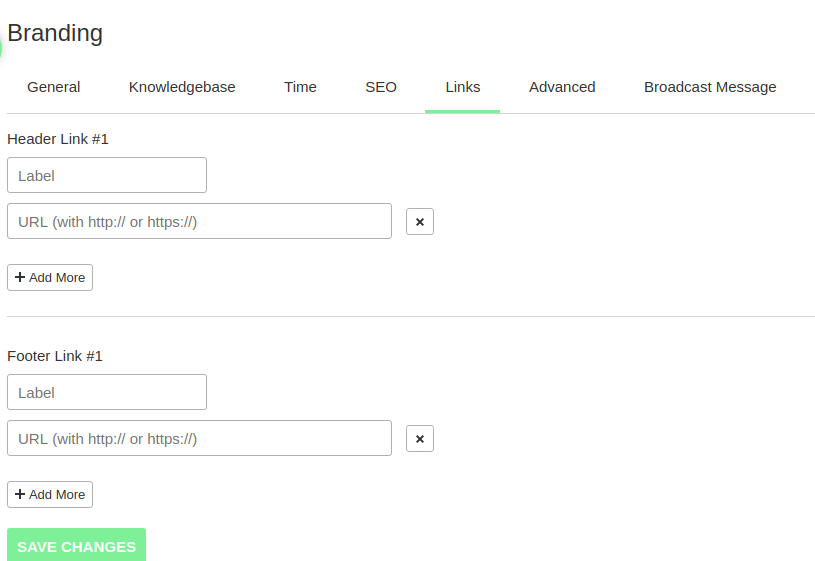 Branding
General Knowledgebase Time SEO Links Advanced Broadcast Message
Header Link #1
Label
URL (with http:// or https://)
Add More
Footer Link #1
Label
URL (with http:// or https://)
Add More
SAVE CHANGES